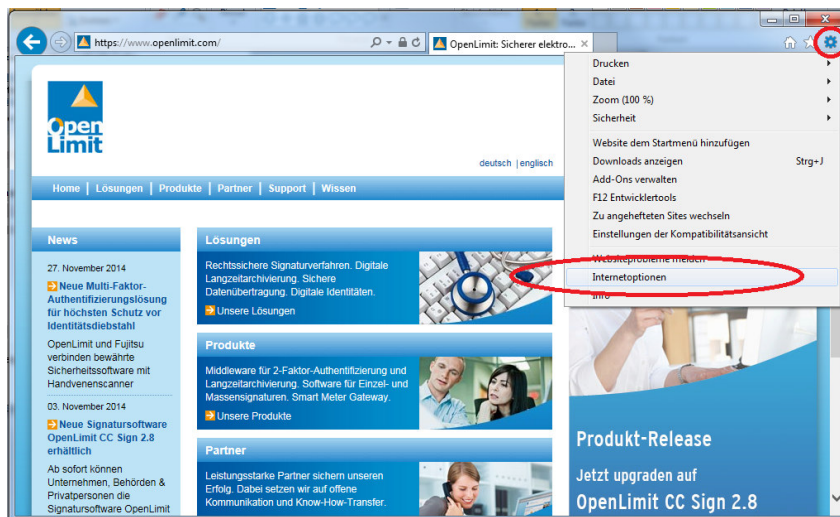 https://www.openlimit.com/
OpenLimit: Sicherer elektro...
Drucken
Datei
Zoom (100 %)
Sicherheit
Website dem Startmenü hinzufügen
Downloads anzeigen Strg+J
Add-Ons verwalten
F12 Entwicklertools
Zu angehefteten Sites wechseln
Einstellungen der Kompatibilitätsansicht
Websiteprobleme melden
Internetoptionen
Info
Open
Limit
deutsch | englisch
Home | Lösungen | Produkte | Partner | Support | Wissen
News
27. November 2014
Neue Multi-Faktor-
Authentifizierungslösung
für höchsten Schutz vor
Identitätsdiebstahl
OpenLimit und Fujitsu
verbinden bewährte
Sicherheitssoftware mit
Handvenenscanner
03. November 2014
Neue Signatursoftware
OpenLimit CC Sign 2.8
erhältlich
Ab sofort können
Unternehmen, Behörden &
Privatpersonen die
Signatursoftware OpenLimit
Lösungen
Rechtssichere Signaturverfahren. Digitale
Langzeitarchivierung. Sichere
Datenübertragung. Digitale Identitäten.
Unsere Lösungen
Produkte
Middleware für 2-Faktor-Authentifizierung und
Langzeitarchivierung. Software für Einzel- und
Massensignaturen. Smart Meter Gateway.
Unsere Produkte
Partner
Leistungsstarke Partner sichern unseren
Erfolg. Dabei setzen wir auf offene
Kommunikation und Know-How-Transfer.
Produkt-Release
Jetzt upgraden auf
OpenLimit CC Sign 2.8